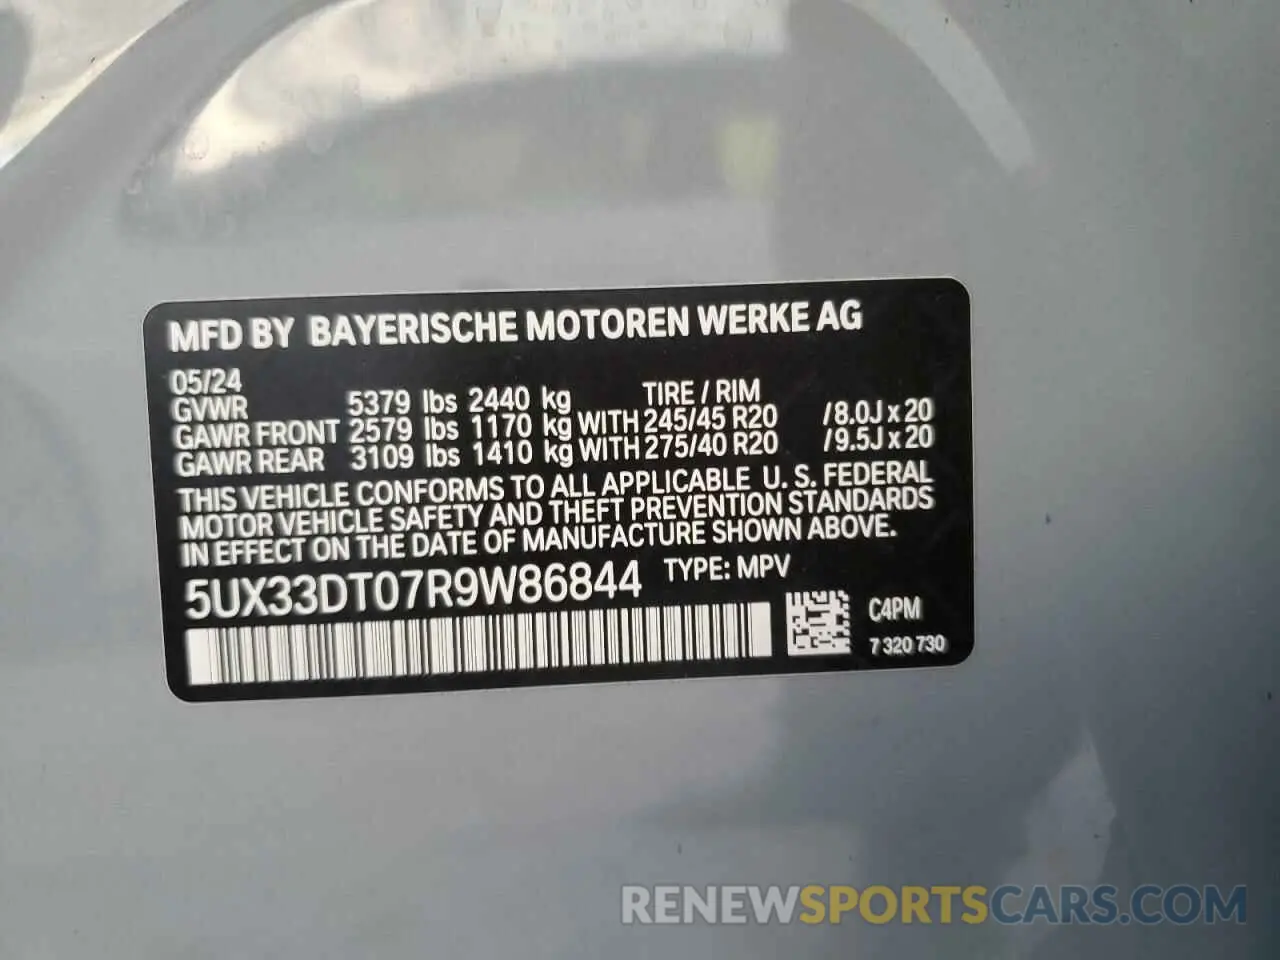 MFD BY BAYERISCHE MOTOREN WERKE AG
05/24
GVWR 5379 lbs 2440 kg TIRE / RIM
GAWR FRONT 2579 lbs 1170 kg WITH 245/45 R20 /8.0J x 20
GAWR REAR 3109 lbs 1410 kg WITH 275/40 R20 /9.5J x 20
THIS VEHICLE CONFORMS TO ALL APPLICABLE U. S. FEDERAL
MOTOR VEHICLE SAFETY AND THEFT PREVENTION STANDARDS
IN EFFECT ON THE DATE OF MANUFACTURE SHOWN ABOVE.
5UX33DT07R9W86844 TYPE: MPV
C4PM
7 320 730
RENEWSPORTSCARS.COM